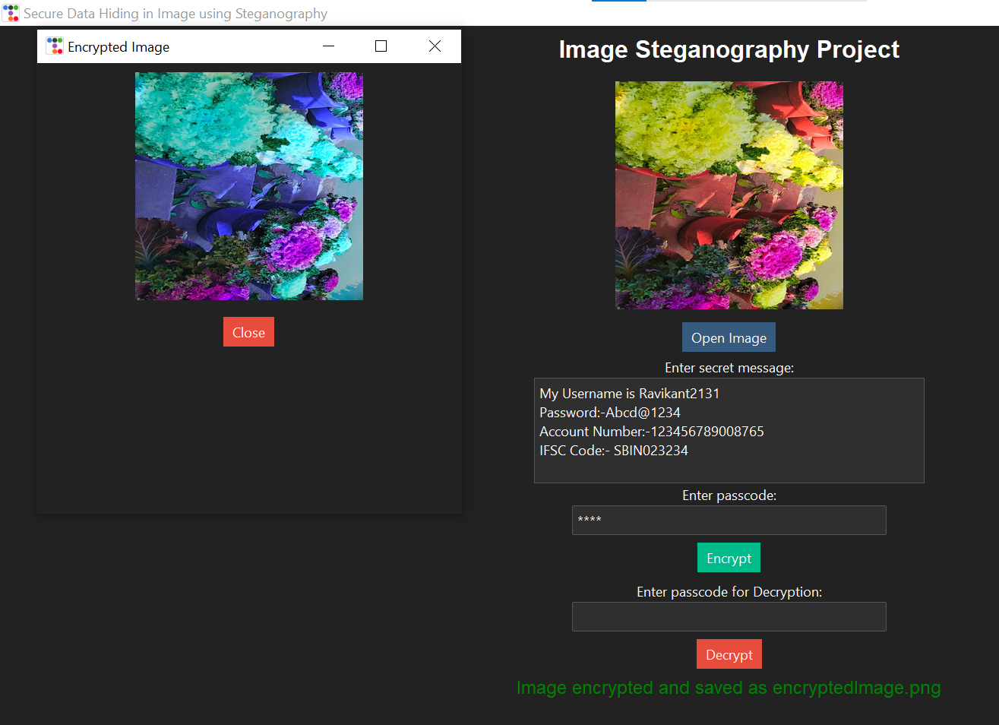 Secure Data Hiding in Image using Steganography
Encrypted Image
Close
Image Steganography Project
Open Image
Enter secret message:
My Username is Ravikant2131
Password:-Abcd@1234
Account Number:-123456789008765
IFSC Code:- SBIN023234
Enter passcode:
****
Encrypt
Enter passcode for Decryption:
Decrypt
Image encrypted and saved as encryptedImage.png